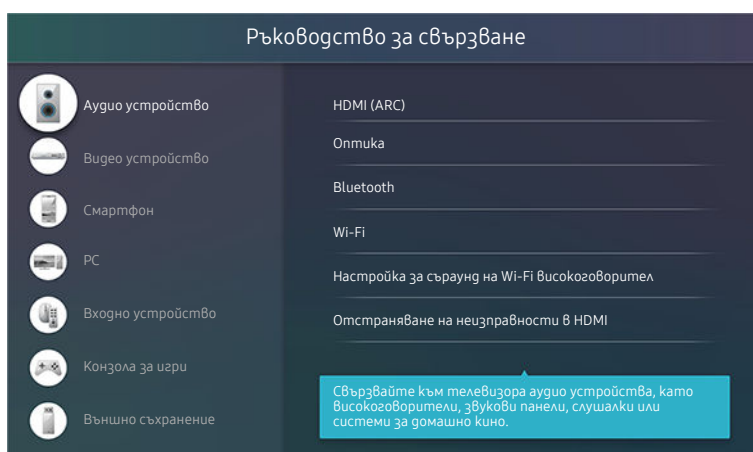 Ръководство за свързване
Аудио устройство
Видео устройство
Смартфон
PC
Входно устройство
Конзола за игри
Външно съхранение
HDMI (ARC)
Оптика
Bluetooth
Wi-Fi
Настройка за съраунд на Wi-Fi високоговорител
Отстраняване на неизправности в HDMI
Свързвайте към телевизора аудио устройства, като
високоговорители, звукови панели, слушалки или
системи за домашно кино.